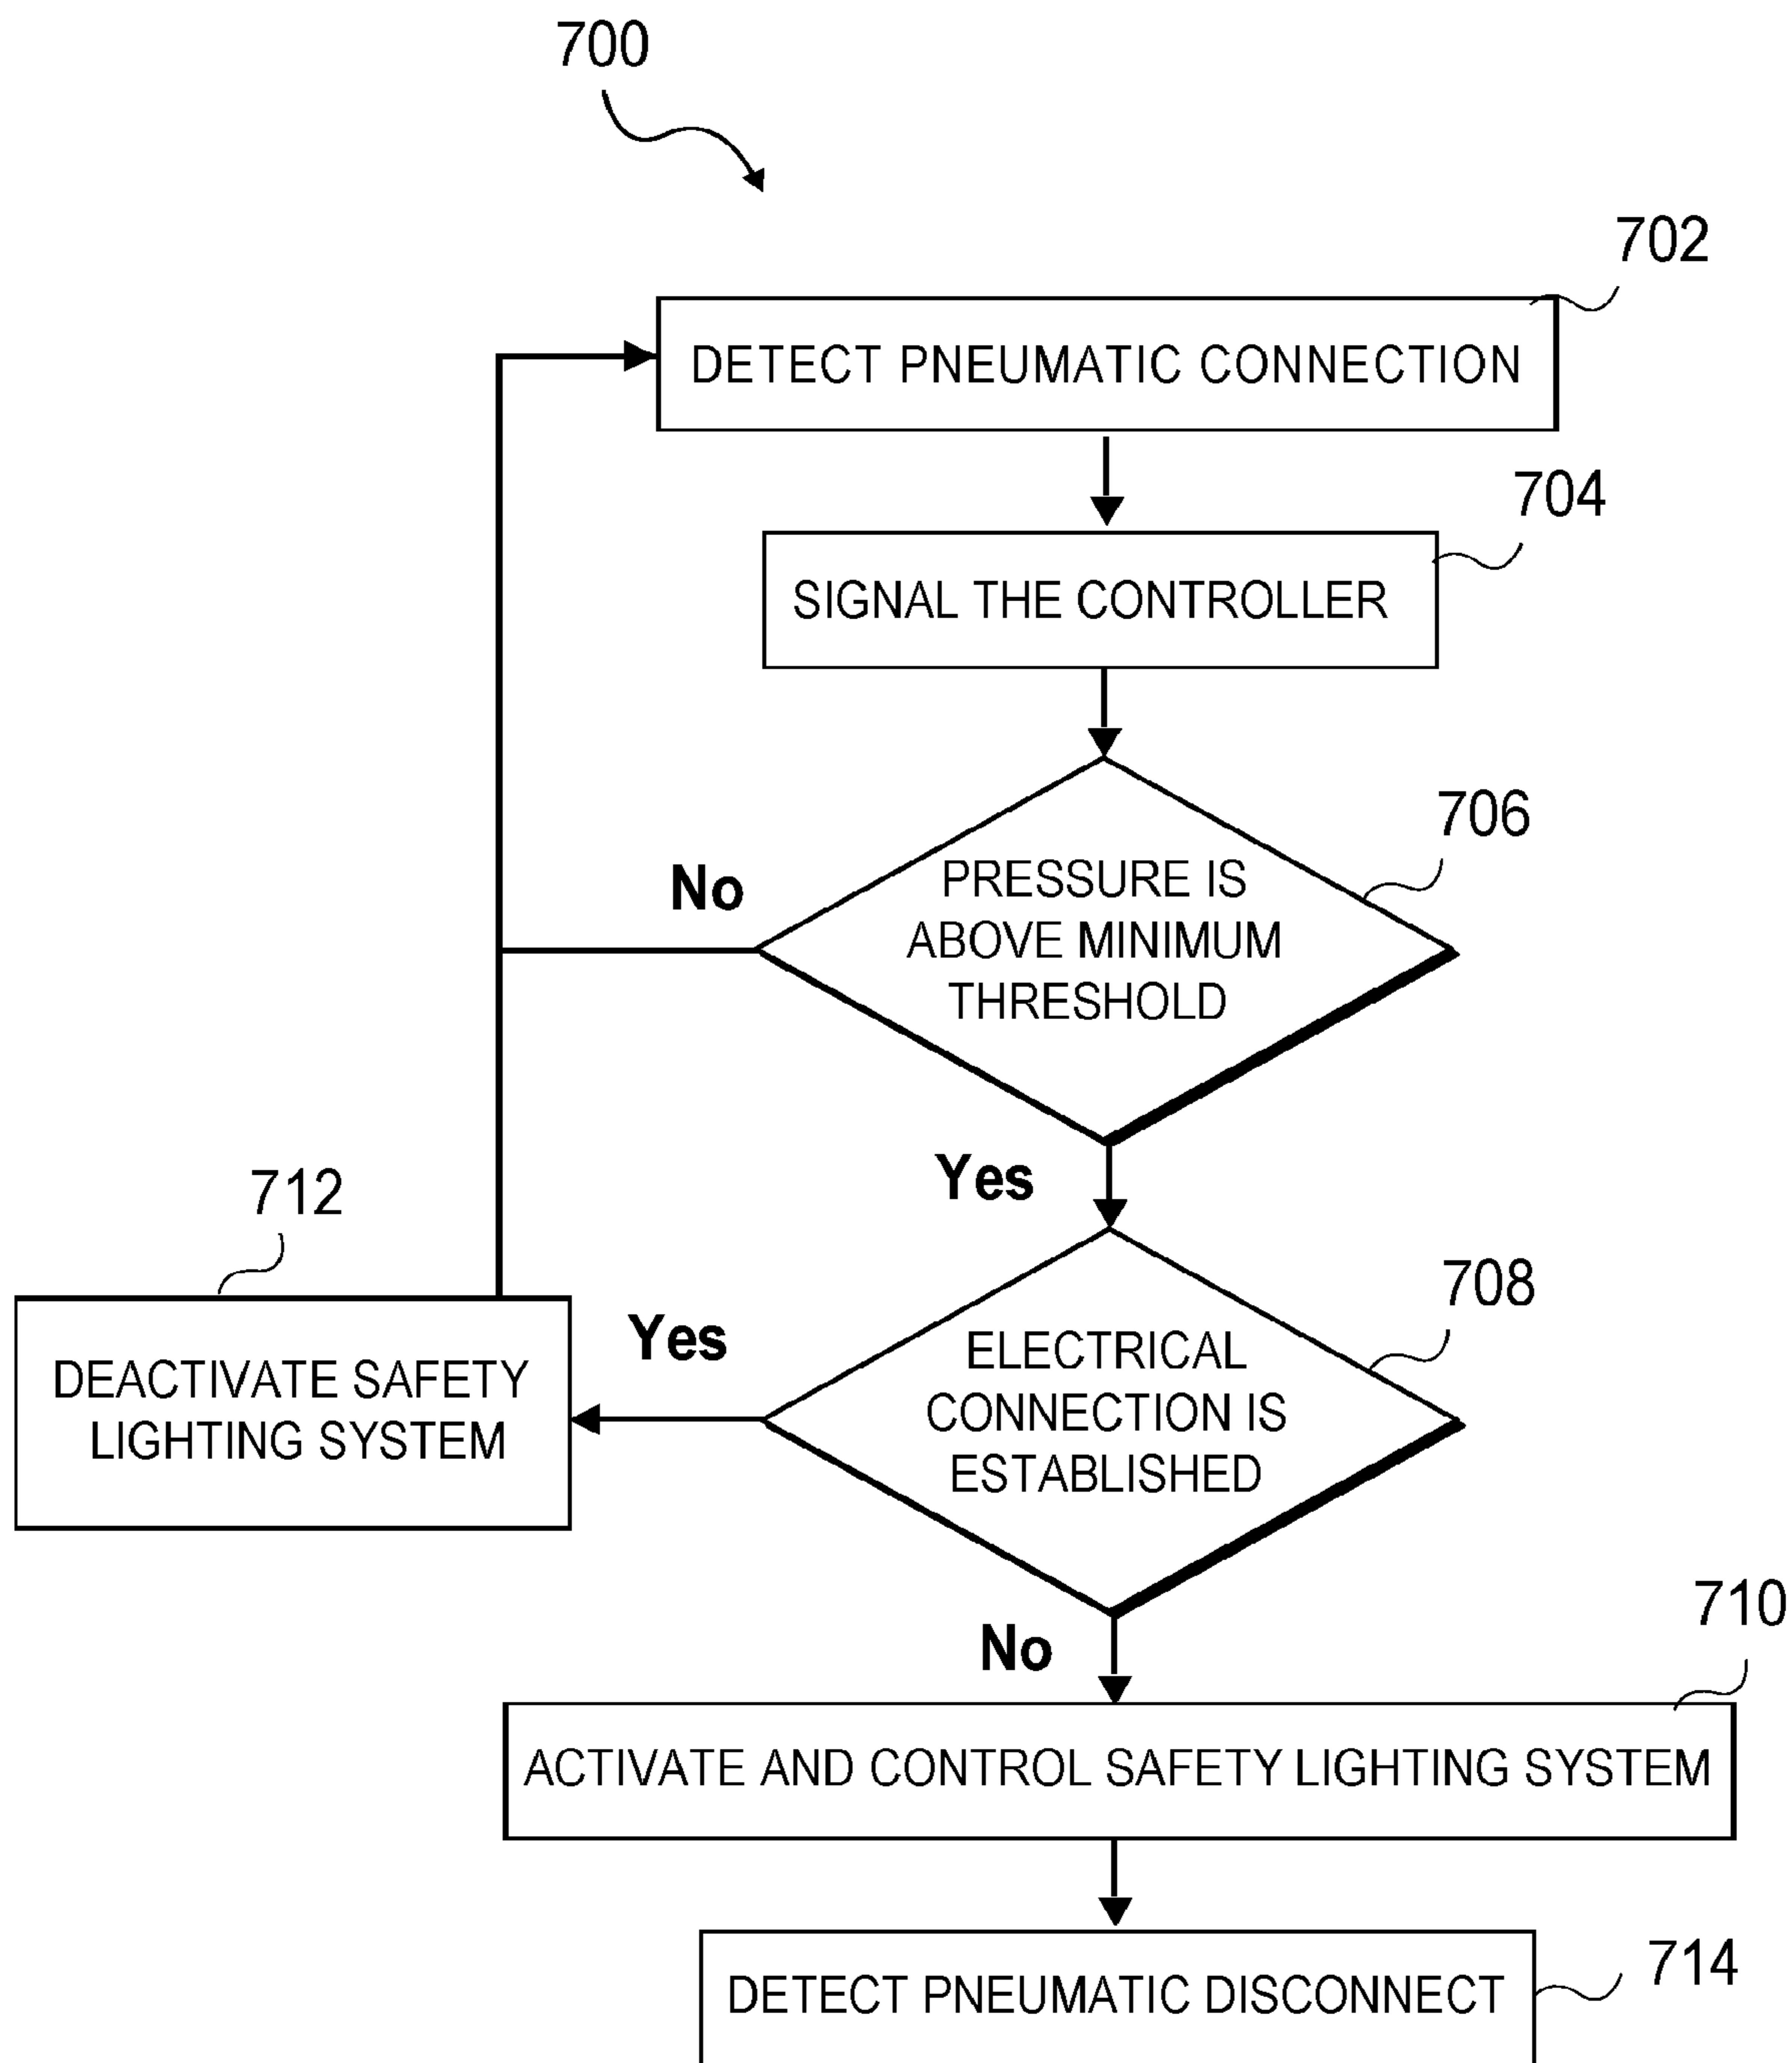 700
702
DETECT PNEUMATIC CONNECTION
704
SIGNAL THE CONTROLLER
706
PRESSURE IS
ABOVE MINIMUM
THRESHOLD
No
Yes
712
708
DEACTIVATE SAFETY
LIGHTING SYSTEM
Yes
ELECTRICAL
CONNECTION IS
ESTABLISHED
710
No
ACTIVATE AND CONTROL SAFETY LIGHTING SYSTEM
714
DETECT PNEUMATIC DISCONNECT